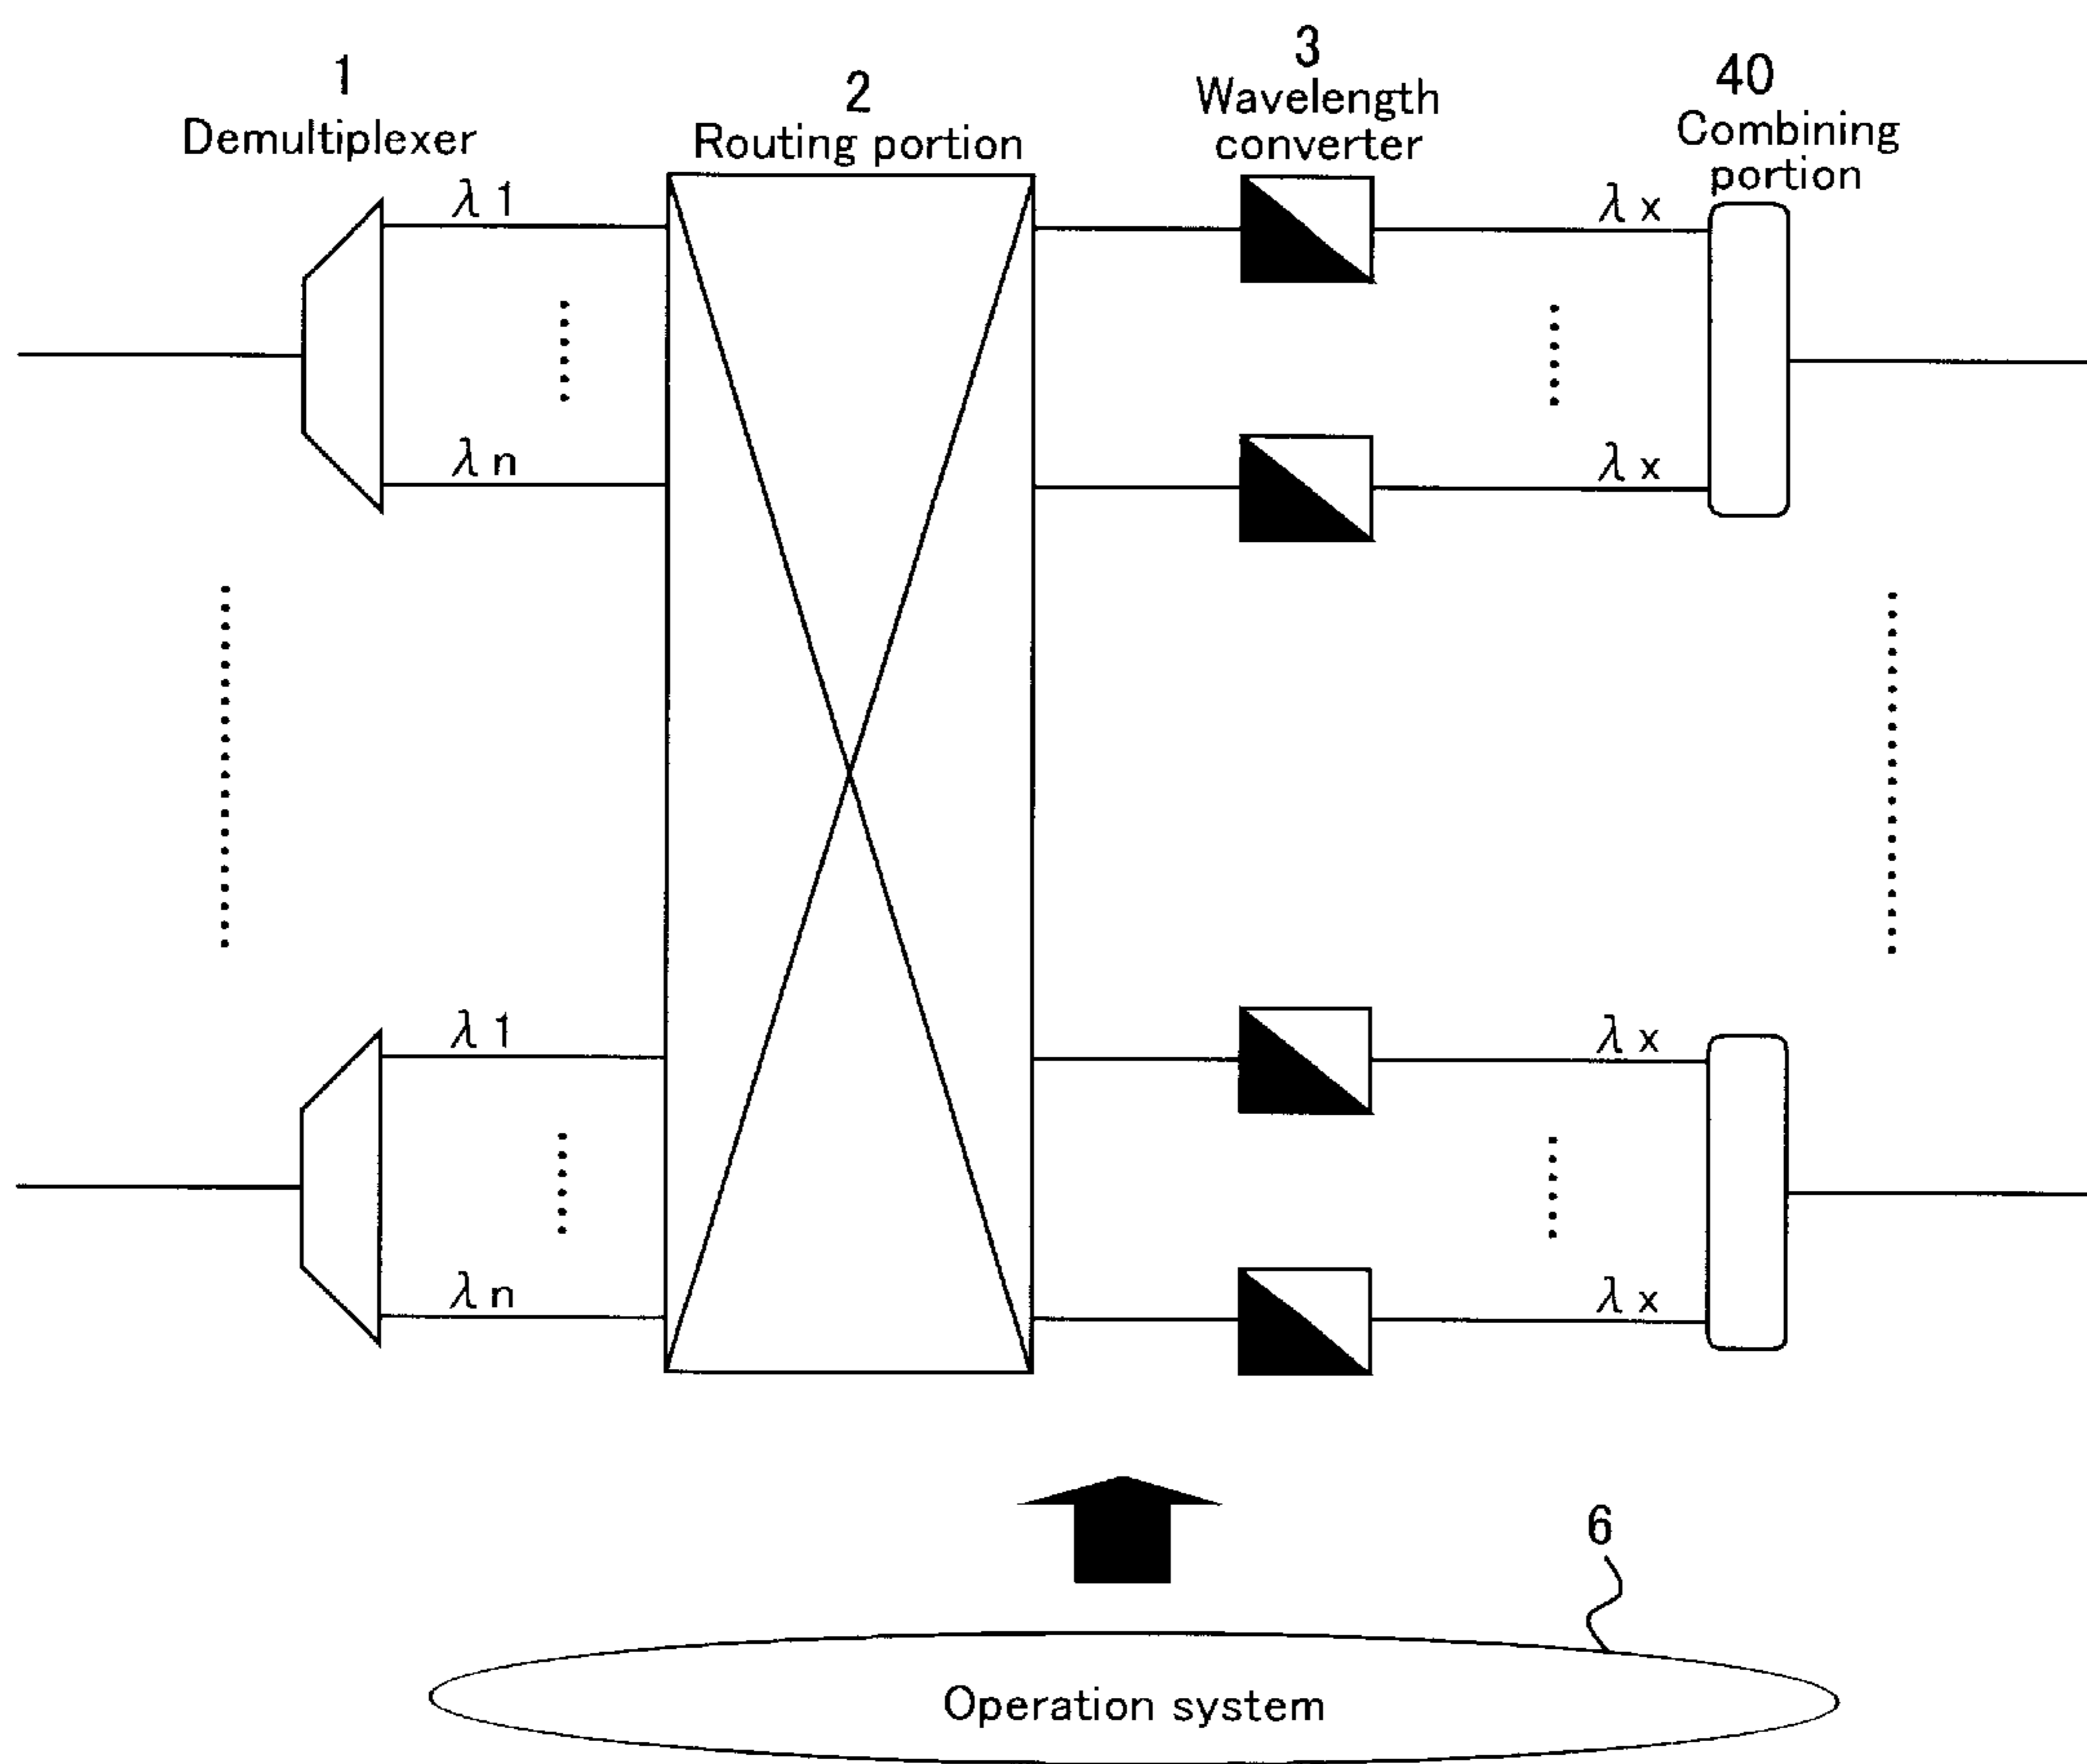 1
Demultiplexer
2
Routing portion
3
Wavelength
converter
40
Combining
portion
λ1
λx
λn
λx
λ1
λx
λn
λx
6
Operation system